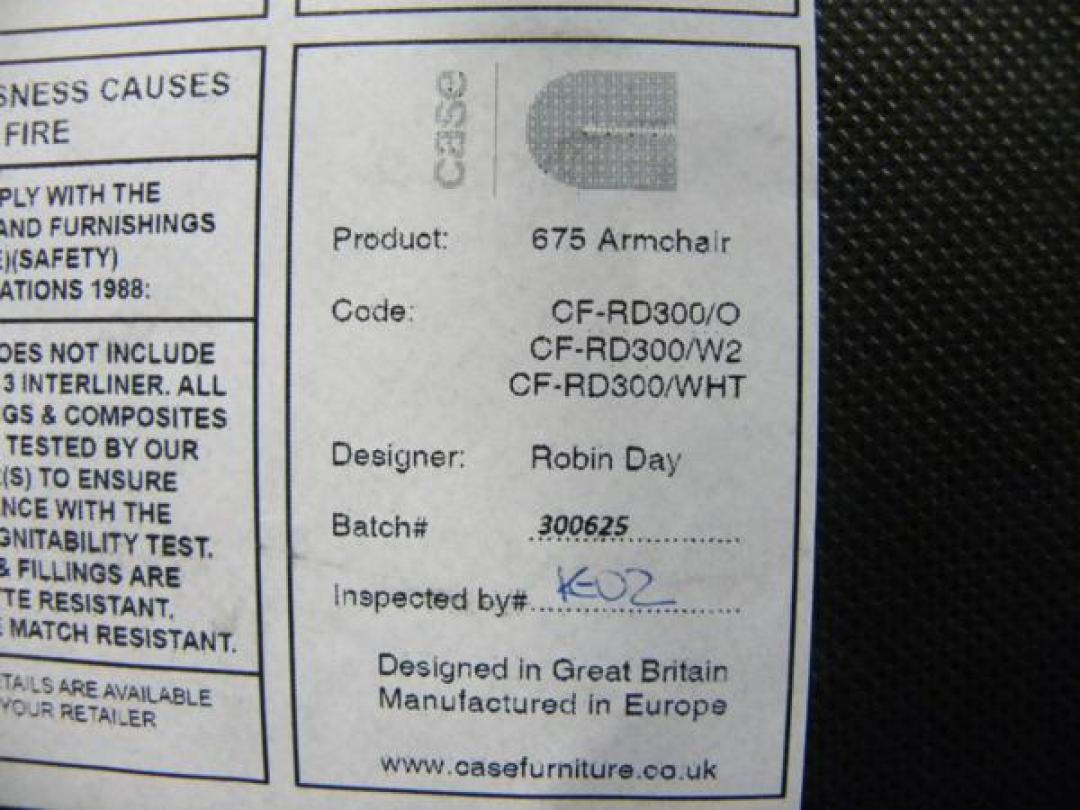 SNESS CAUSES
FIRE
PLY WITH THE
AND FURNISHINGS
)(SAFETY)
ATIONS 1988:
OES NOT INCLUDE
3 INTERLINER. ALL
GS & COMPOSITES
TESTED BY OUR
(S) TO ENSURE
NCE WITH THE
GNITABILITY TEST.
& FILLINGS ARE
TE RESISTANT.
MATCH RESISTANT.
TAILS ARE AVAILABLE
YOUR RETAILER
case
Product: 675 Armchair
Code: CF-RD300/O
CF-RD300/W2
CF-RD300/WHT
Designer: Robin Day
Batch# 300625
Inspected by# KE02
Designed in Great Britain
Manufactured in Europe
www.casefurniture.co.uk